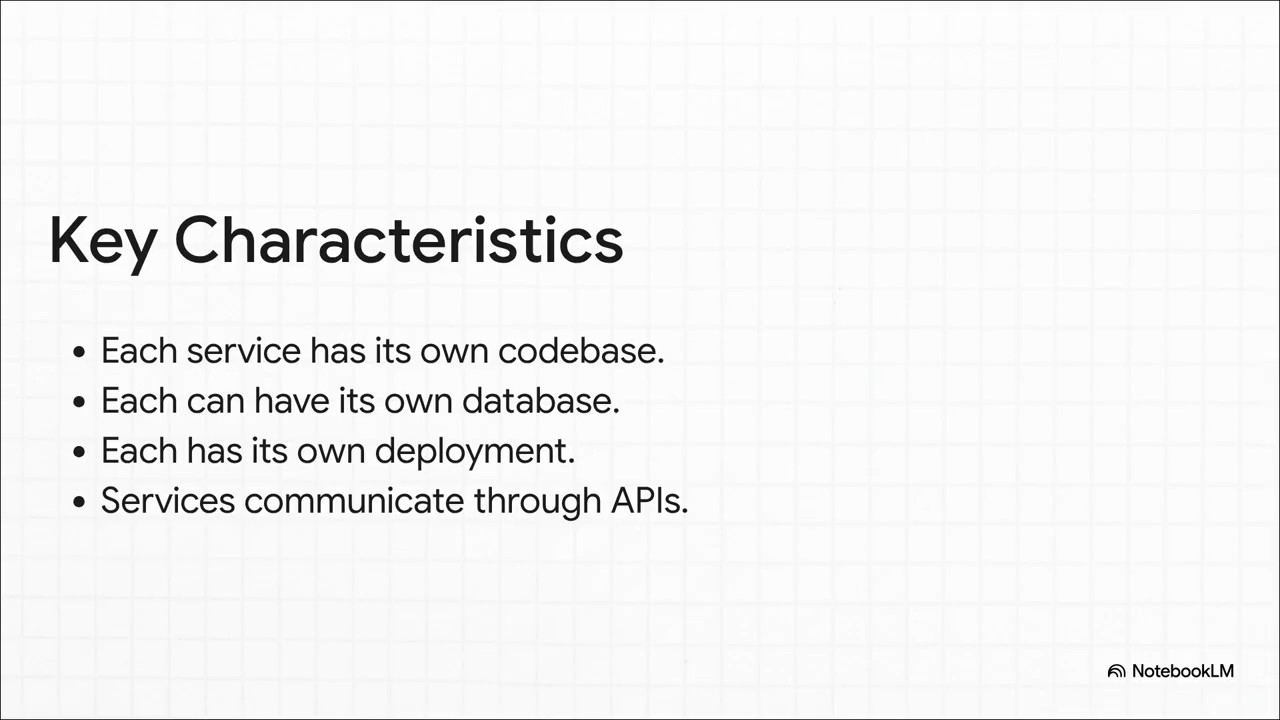 Key Characteristics
• Each service has its own codebase.
• Each can have its own database.
• Each has its own deployment.
• Services communicate through APIs.
NotebookLM